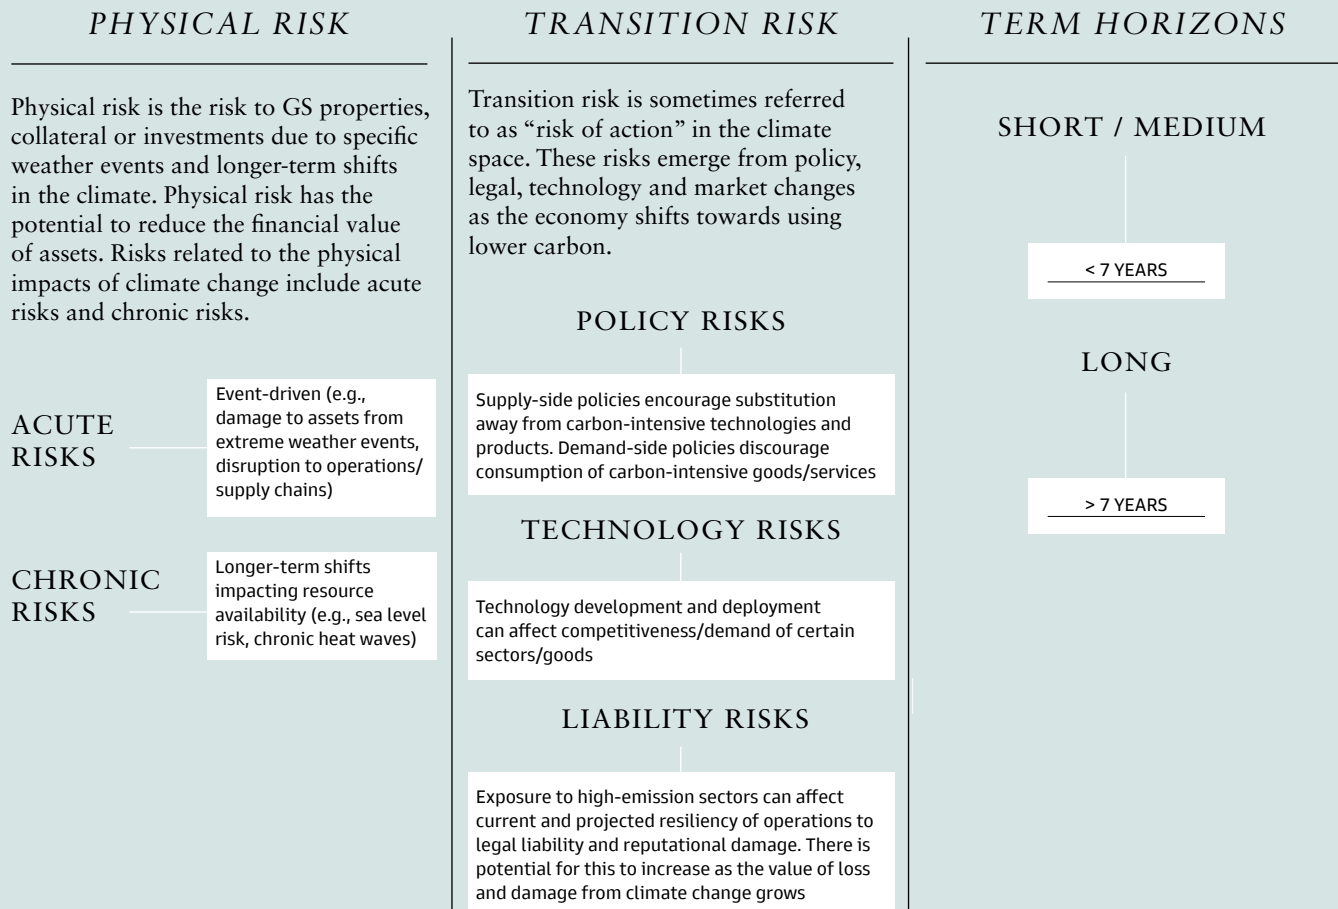 PHYSICAL RISK
Physical risk is the risk to GS properties,
collateral or investments due to specific
weather events and longer-term shifts
in the climate. Physical risk has the
potential to reduce the financial value
of assets. Risks related to the physical
impacts of climate change include acute
risks and chronic risks.
ACUTE
RISKS
Event-driven (e.g.,
damage to assets from
extreme weather events,
disruption to operations/
supply chains)
CHRONIC
RISKS
Longer-term shifts
impacting resource
availability (e.g., sea level
risk, chronic heat waves)
TRANSITION RISK
Transition risk is sometimes referred
to as “risk of action” in the climate
space. These risks emerge from policy,
legal, technology and market changes
as the economy shifts towards using
lower carbon.
POLICY RISKS
Supply-side policies encourage substitution
away from carbon-intensive technologies and
products. Demand-side policies discourage
consumption of carbon-intensive goods/services
TECHNOLOGY RISKS
Technology development and deployment
can affect competitiveness/demand of certain
sectors/goods
LIABILITY RISKS
Exposure to high-emission sectors can affect
current and projected resiliency of operations to
legal liability and reputational damage. There is
potential for this to increase as the value of loss
and damage from climate change grows
TERM HORIZONS
SHORT / MEDIUM
< 7 YEARS
LONG
> 7 YEARS